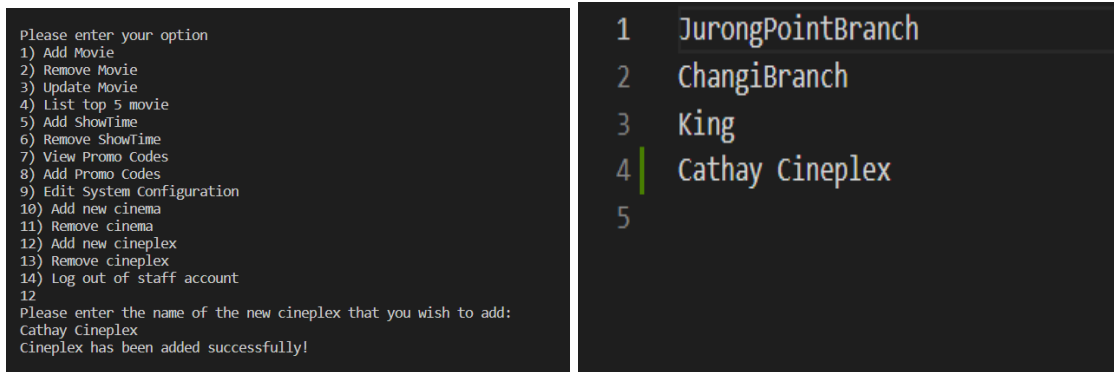 Please enter your option
1) Add Movie
2) Remove Movie
3) Update Movie
4) List top 5 movie
5) Add ShowTime
6) Remove ShowTime
7) View Promo Codes
8) Add Promo Codes
9) Edit System Configuration
10) Add new cinema
11) Remove cinema
12) Add new cineplex
13) Remove cineplex
14) Log out of staff account
12
Please enter the name of the new cineplex that you wish to add:
Cathay Cineplex
Cineplex has been added successfully!
1 JurongPointBranch
2 ChangiBranch
3 King
4 Cathay Cineplex
5